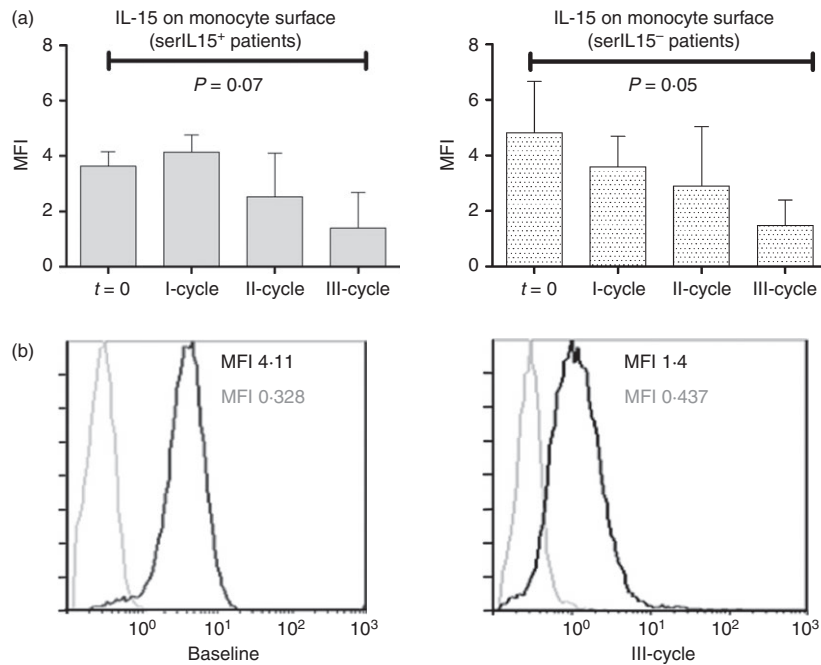 (a)
IL-15 on monocyte surface
(serIL15⁺ patients)
P = 0·07
MFI
8
6
4
2
0
t = 0 I-cycle II-cycle III-cycle
IL-15 on monocyte surface
(serIL15⁻ patients)
P = 0·05
MFI
8
6
4
2
0
t = 0 I-cycle II-cycle III-cycle
(b)
MFI 4·11
MFI 0·328
10⁰ 10¹ 10² 10³
Baseline
MFI 1·4
MFI 0·437
10⁰ 10¹ 10² 10³
III-cycle